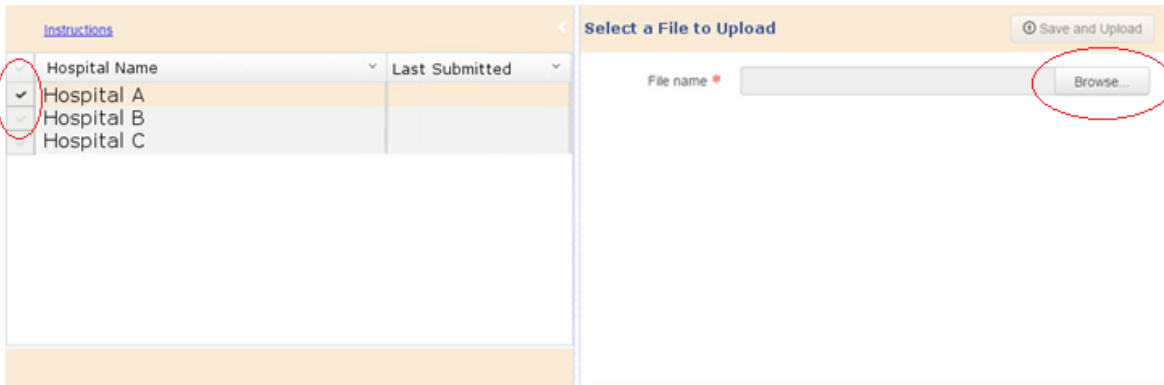 Instructions
Hospital Name Last Submitted
Hospital A
Hospital B
Hospital C
Select a File to Upload Save and Upload
File name * Browse...